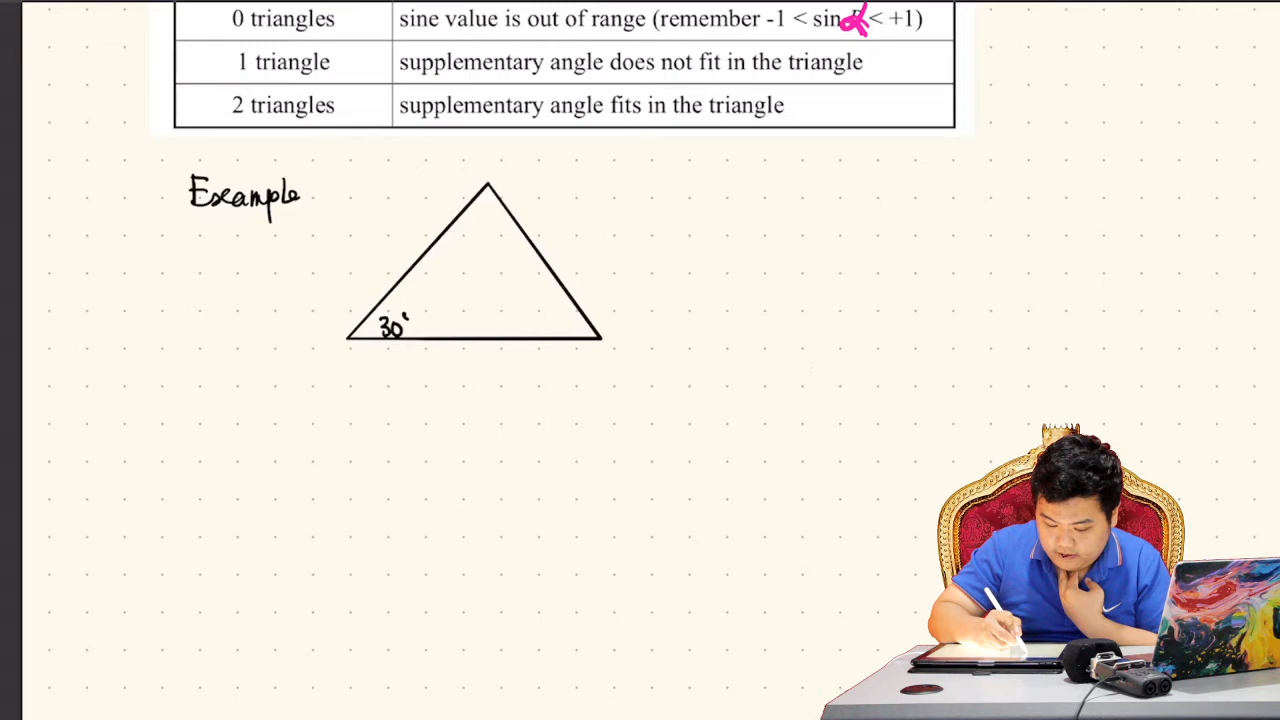 0 triangles sine value is out of range (remember -1 < sin α < +1)
1 triangle supplementary angle does not fit in the triangle
2 triangles supplementary angle fits in the triangle
Example
30°